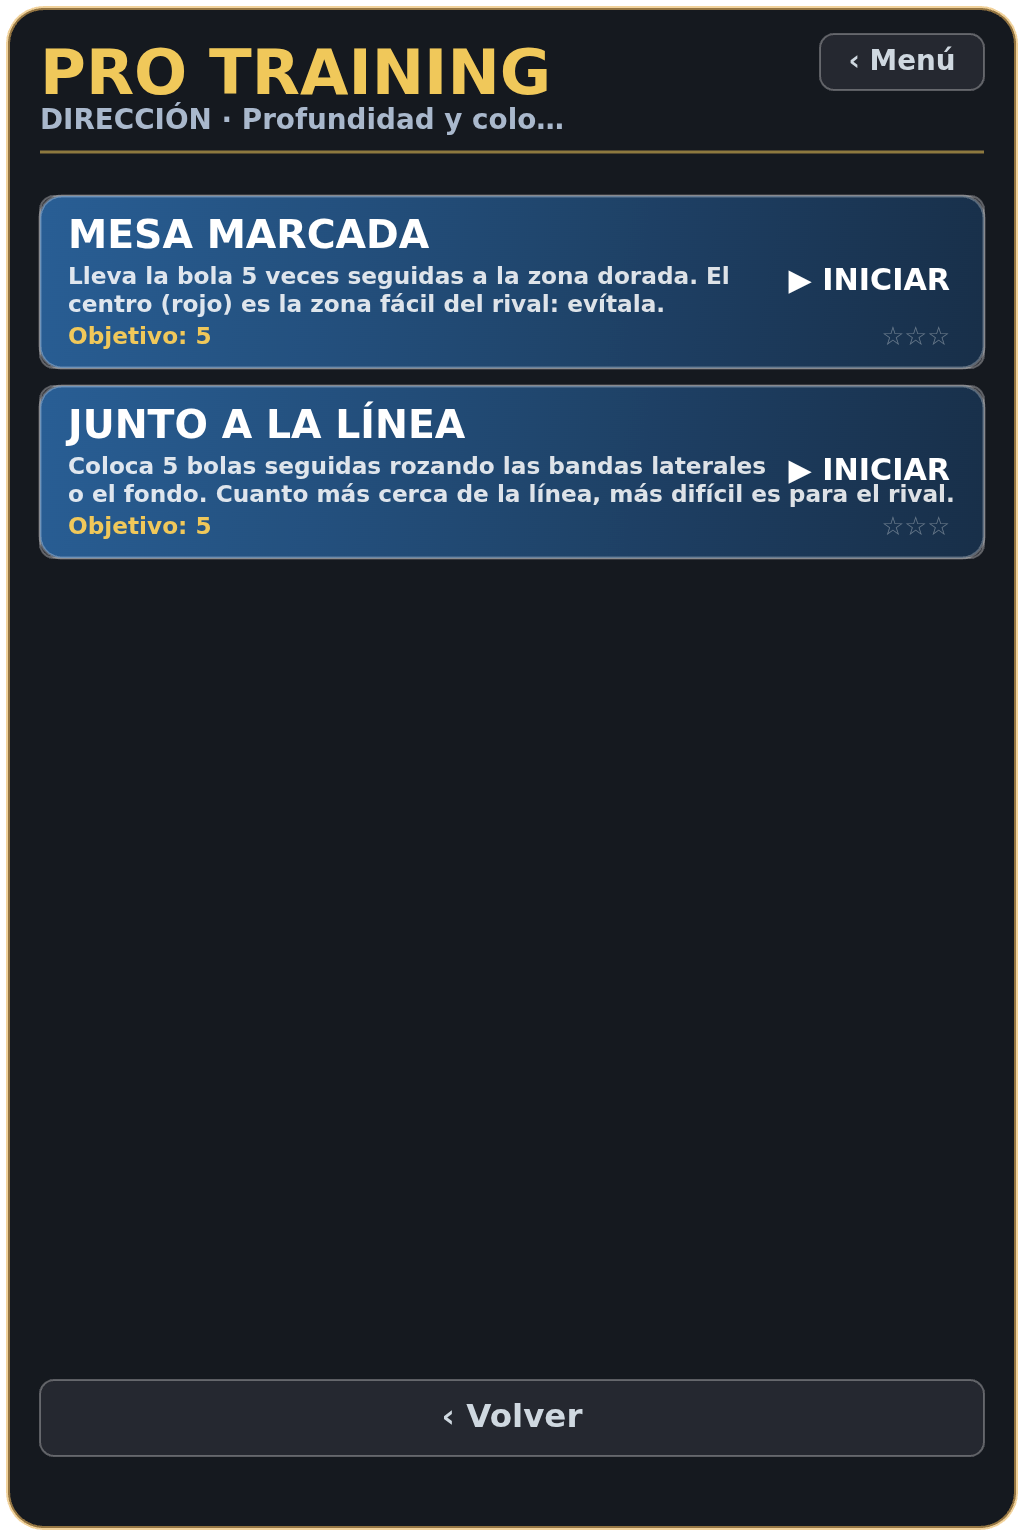 PRO TRAINING
‹ Menú
DIRECCIÓN · Profundidad y colo…
MESA MARCADA
Lleva la bola 5 veces seguidas a la zona dorada. El
centro (rojo) es la zona fácil del rival: evítala.
▶ INICIAR
Objetivo: 5
☆☆☆
JUNTO A LA LÍNEA
Coloca 5 bolas seguidas rozando las bandas laterales
▶ INICIAR
o el fondo. Cuanto más cerca de la línea, más difícil es para el rival.
Objetivo: 5
☆☆☆
‹ Volver